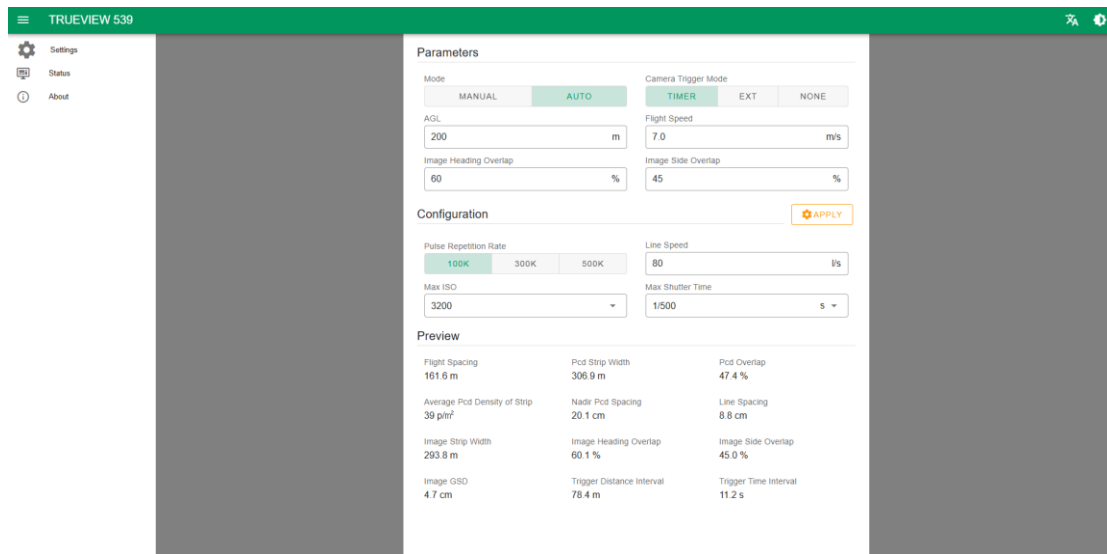 TRUEVIEW 539
Settings
Status
About
Parameters
Mode
Camera Trigger Mode
MANUAL AUTO
TIMER EXT NONE
AGL
Flight Speed
200 m
7.0 m/s
Image Heading Overlap
Image Side Overlap
60 %
45 %
Configuration
APPLY
Pulse Repetition Rate
Line Speed
100K 300K 500K
80 l/s
Max ISO
Max Shutter Time
3200
1/500 s
Preview
Flight Spacing Pcd Strip Width Pcd Overlap
161.6 m 306.9 m 47.4 %
Average Pcd Density of Strip Nadir Pcd Spacing Line Spacing
39 p/m² 20.1 cm 8.8 cm
Image Strip Width Image Heading Overlap Image Side Overlap
293.8 m 60.1 % 45.0 %
Image GSD Trigger Distance Interval Trigger Time Interval
4.7 cm 78.4 m 11.2 s